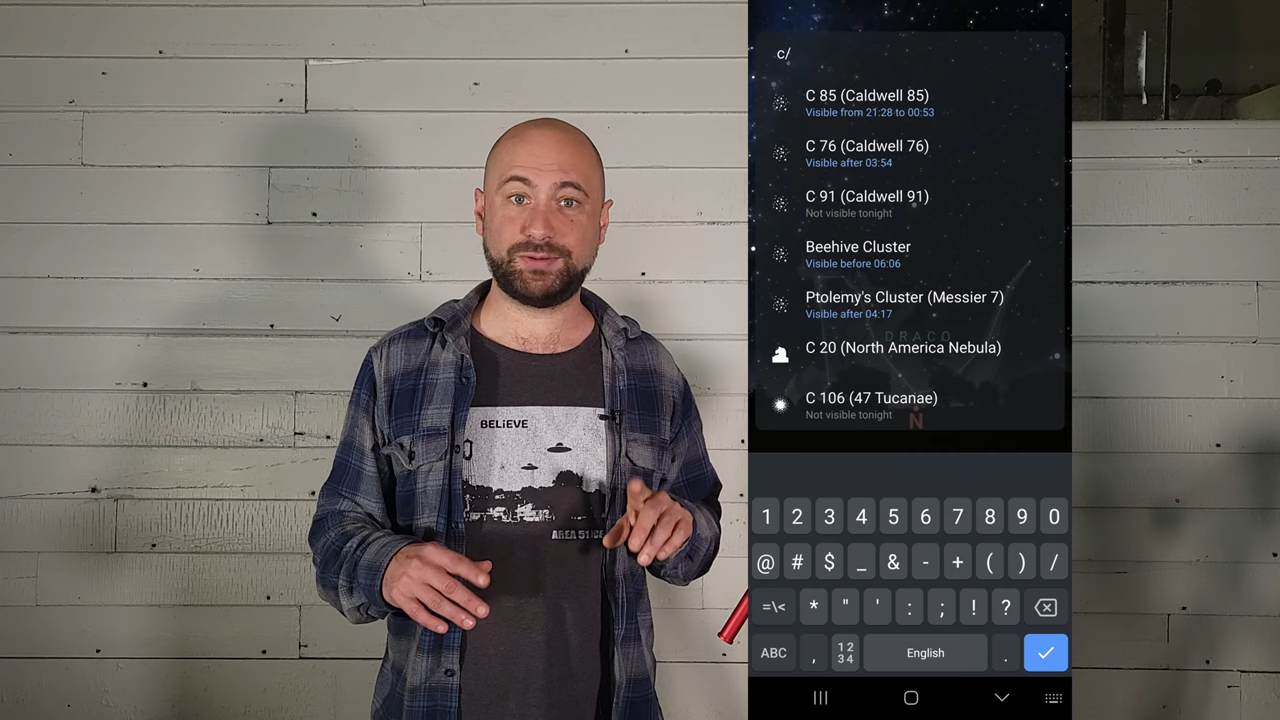 BELiEVE
AREA 51
c/
C 85 (Caldwell 85)
Visible from 21:28 to 00:53
C 76 (Caldwell 76)
Visible after 03:54
C 91 (Caldwell 91)
Not visible tonight
Beehive Cluster
Visible before 06:06
Ptolemy's Cluster (Messier 7)
Visible after 04:17
DRACO
C 20 (North America Nebula)
C 106 (47 Tucanae)
Not visible tonight
N
1 2 3 4 5 6 7 8 9 0
@ # $ _ & - + ( ) /
=\< * " ' : ; ! ?
ABC , 12 34 English .